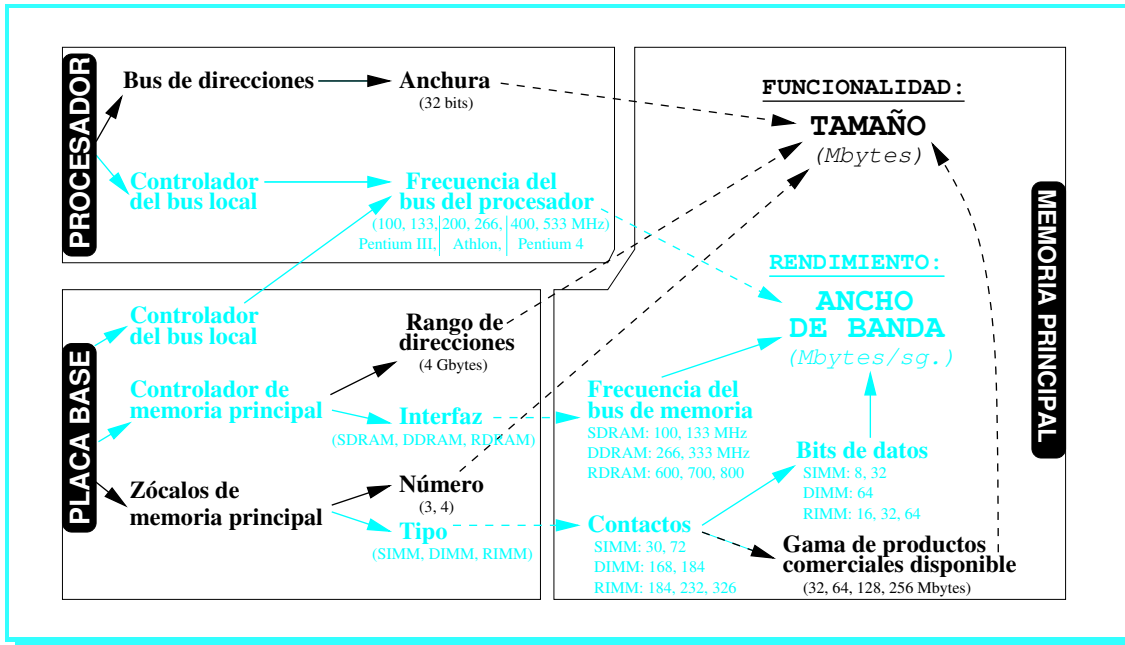 PROCESADOR
Bus de direcciones
Anchura
(32 bits)
Controlador
del bus local
Frecuencia del
bus del procesador
(100, 133, 200, 266, 400, 533 MHz)
Pentium III, Athlon, Pentium 4
PLACA BASE
Controlador
del bus local
Controlador de
memoria principal
Rango de
direcciones
(4 Gbytes)
Interfaz
(SDRAM, DDRAM, RDRAM)
Zócalos de
memoria principal
Número
(3, 4)
Tipo
(SIMM, DIMM, RIMM)
MEMORIA PRINCIPAL
FUNCIONALIDAD:
TAMAÑO
(Mbytes)
RENDIMIENTO:
ANCHO
DE BANDA
(Mbytes/sg.)
Frecuencia del
bus de memoria
SDRAM: 100, 133 MHz
DDRAM: 266, 333 MHz
RDRAM: 600, 700, 800
Bits de datos
SIMM: 8, 32
DIMM: 64
RIMM: 16, 32, 64
Contactos
SIMM: 30, 72
DIMM: 168, 184
RIMM: 184, 232, 326
Gama de productos
comerciales disponible
(32, 64, 128, 256 Mbytes)